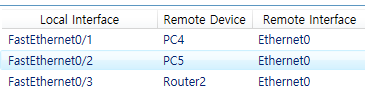 Local Interface Remote Device Remote Interface
FastEthernet0/1 PC4 Ethernet0
FastEthernet0/2 PC5 Ethernet0
FastEthernet0/3 Router2 Ethernet0